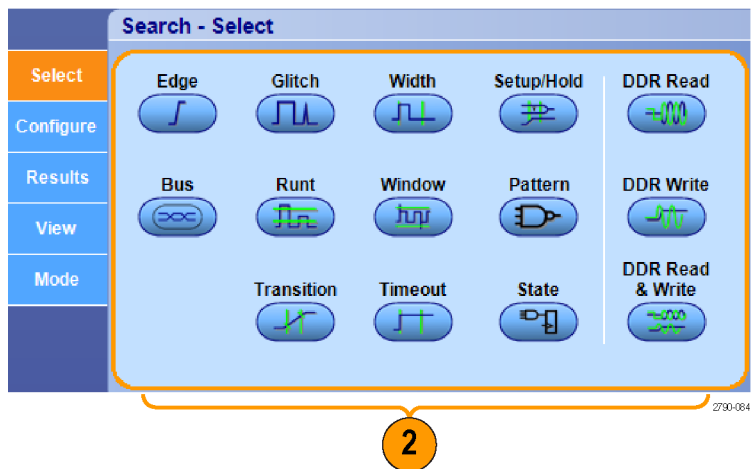 Search - Select
Select
Configure
Results
View
Mode
Edge
Glitch
Width
Setup/Hold
DDR Read
Bus
Runt
Window
Pattern
DDR Write
Transition
Timeout
State
DDR Read
& Write
2790-084
2